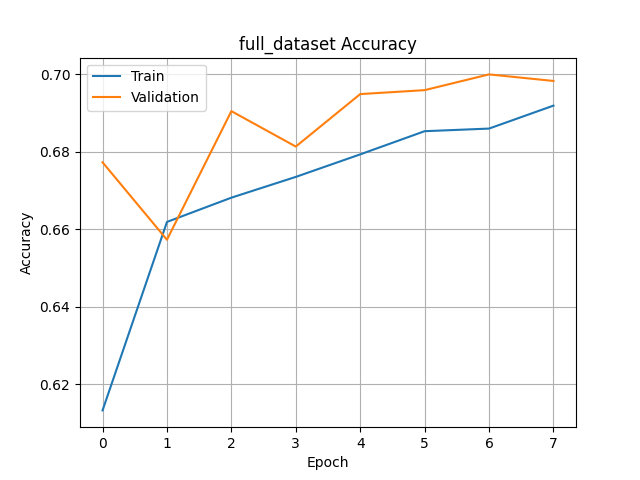 full_dataset Accuracy
Train
Validation
0.70
0.68
0.66
0.64
0.62
Accuracy
0 1 2 3 4 5 6 7
Epoch